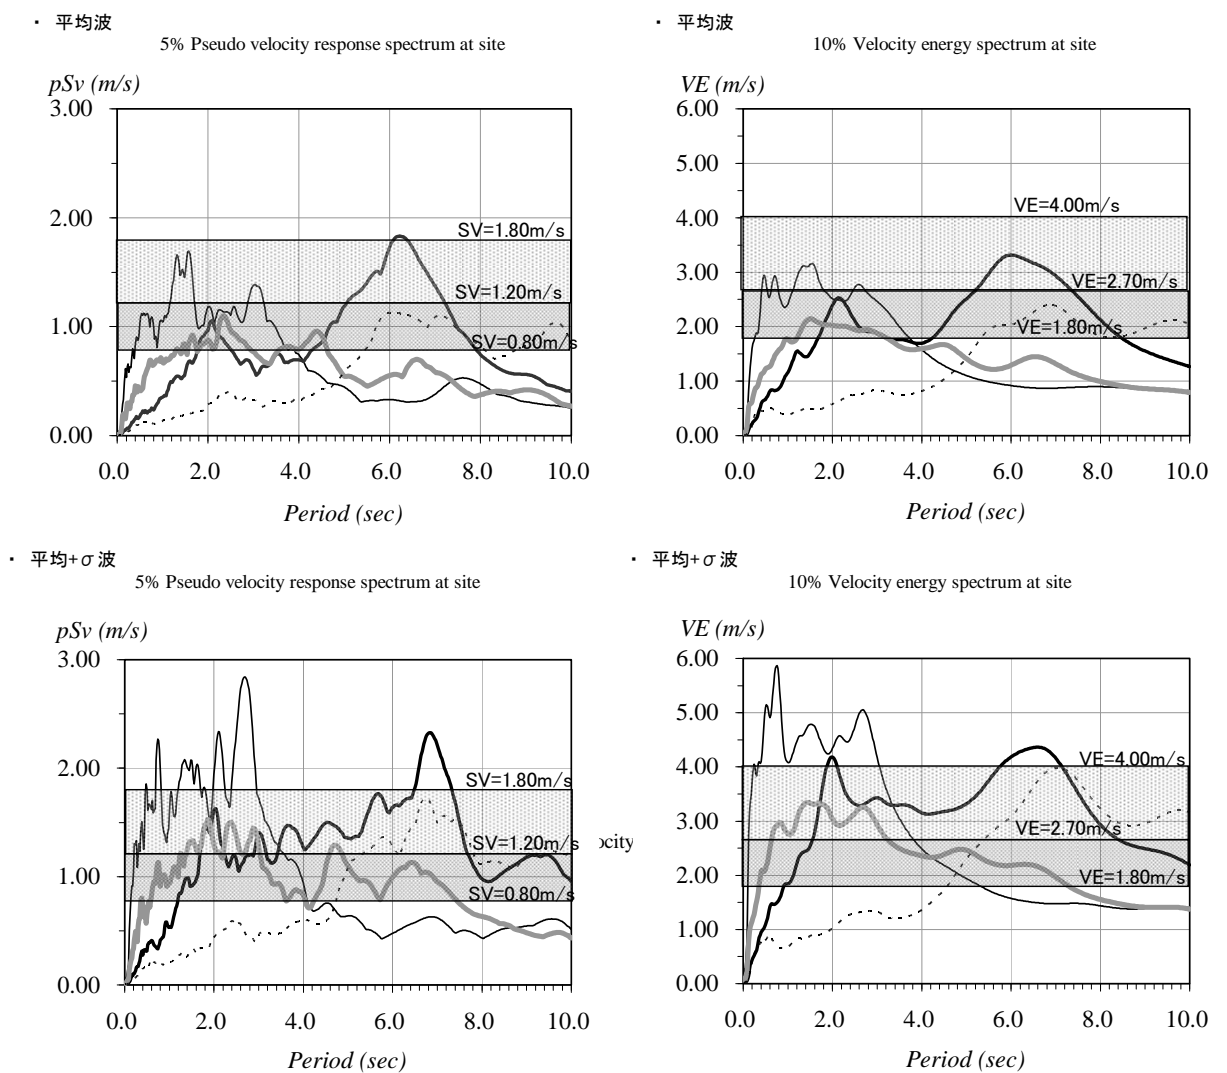 ・ 平均波
5% Pseudo velocity response spectrum at site
pSv (m/s)
3.00
2.00
1.00
0.00
SV=1.80m/s
SV=1.20m/s
SV=0.80m/s
0.0 2.0 4.0 6.0 8.0 10.0
Period (sec)
・ 平均波
10% Velocity energy spectrum at site
VE (m/s)
6.00
5.00
4.00
3.00
2.00
1.00
0.00
VE=4.00m/s
VE=2.70m/s
VE=1.80m/s
0.0 2.0 4.0 6.0 8.0 10.0
Period (sec)
・ 平均+σ波
5% Pseudo velocity response spectrum at site
pSv (m/s)
3.00
2.00
1.00
0.00
SV=1.80m/s
SV=1.20m/s
SV=0.80m/s
0.0 2.0 4.0 6.0 8.0 10.0
Period (sec)
ocity
・ 平均+σ波
10% Velocity energy spectrum at site
VE (m/s)
6.00
5.00
4.00
3.00
2.00
1.00
0.00
VE=4.00m/s
VE=2.70m/s
VE=1.80m/s
0.0 2.0 4.0 6.0 8.0 10.0
Period (sec)